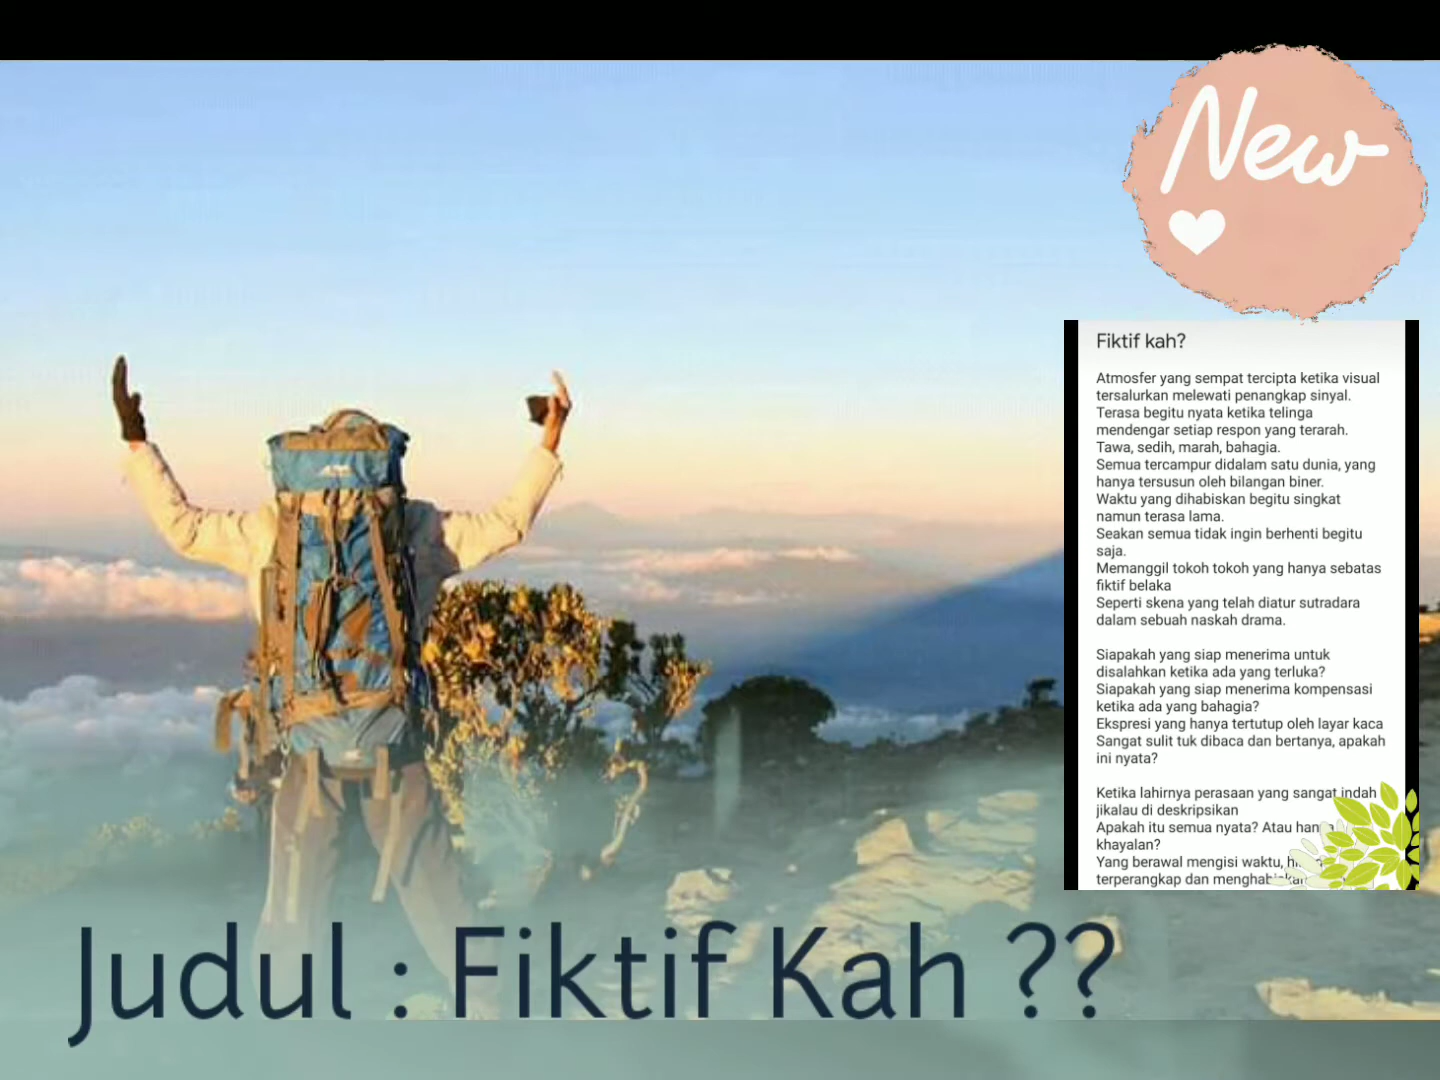 New
Fiktif kah?
Atmosfer yang sempat tercipta ketika visual
tersalurkan melewati penangkap sinyal.
Terasa begitu nyata ketika telinga
mendengar setiap respon yang terarah.
Tawa, sedih, marah, bahagia.
Semua tercampur didalam satu dunia, yang
hanya tersusun oleh bilangan biner.
Waktu yang dihabiskan begitu singkat
namun terasa lama.
Seakan semua tidak ingin berhenti begitu
saja.
Memanggil tokoh tokoh yang hanya sebatas
fiktif belaka
Seperti skena yang telah diatur sutradara
dalam sebuah naskah drama.
Siapakah yang siap menerima untuk
disalahkan ketika ada yang terluka?
Siapakah yang siap menerima kompensasi
ketika ada yang bahagia?
Ekspresi yang hanya tertutup oleh layar kaca
Sangat sulit tuk dibaca dan bertanya, apakah
ini nyata?
Ketika lahirnya perasaan yang sangat indah
jikalau di deskripsikan
Apakah itu semua nyata? Atau hanya
khayalan?
Yang berawal mengisi waktu,
terperangkap dan
Judul : Fiktif Kah ??